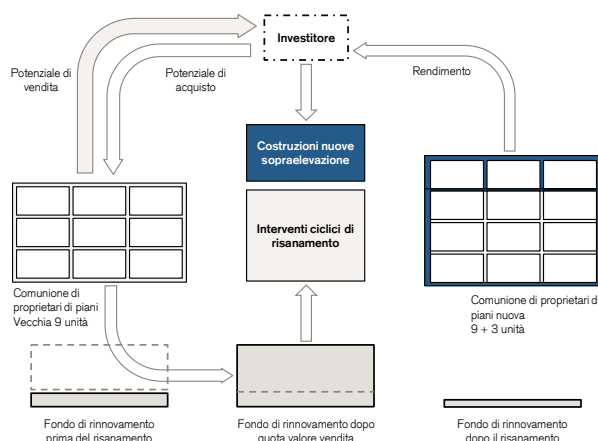 Investitore
Potenziale di
vendita
Potenziale di
acquisto
Rendimento
Costruzioni nuove
sopraelevazione
Interventi ciclici di
risanamento
Comunione di
proprietari di piani
Vecchia 9 unità
Comunione di proprietari di
piani nuova
9 + 3 unità
Fondo di rinnovamento
prima del risanamento
Fondo di rinnovamento dopo
quota valore vendita
Fondo di rinnovamento
dopo il risanamento